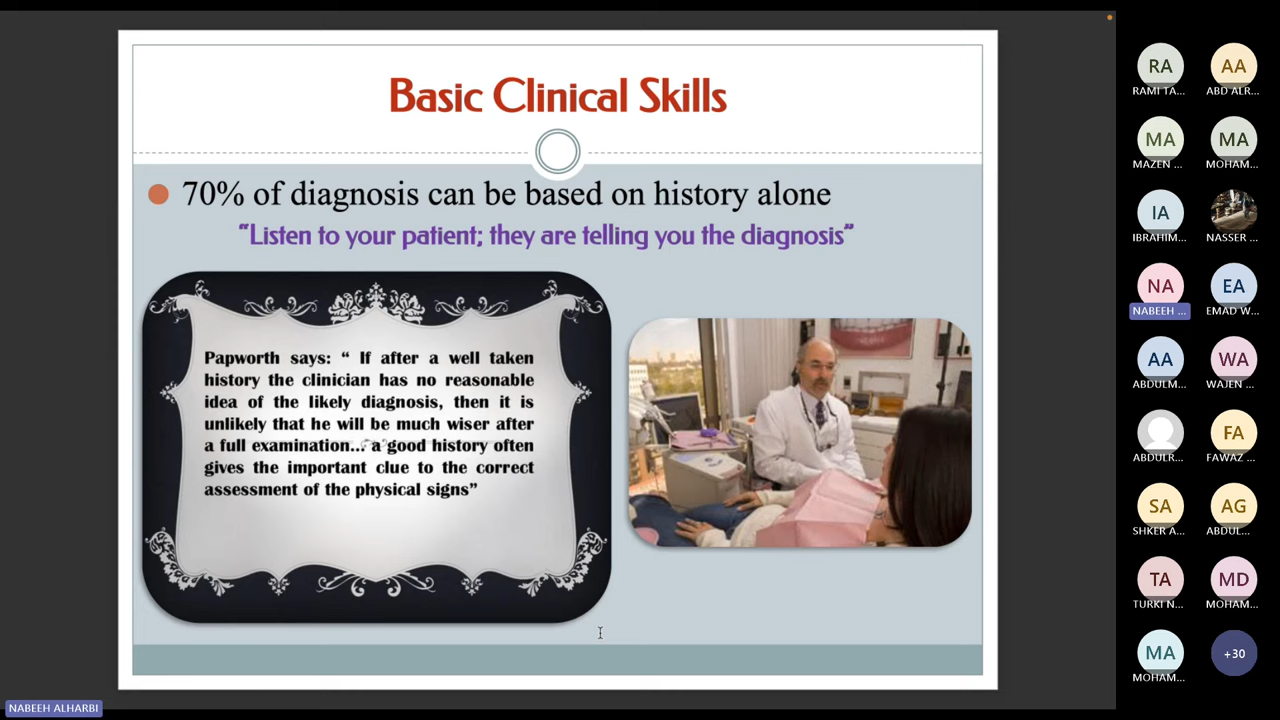 Basic Clinical Skills
70% of diagnosis can be based on history alone
"Listen to your patient; they are telling you the diagnosis"
Papworth says: " If after a well taken
history the clinician has no reasonable
idea of the likely diagnosis, then it is
unlikely that he will be much wiser after
a full examination... a good history often
gives the important clue to the correct
assessment of the physical signs"
RA
RAMI TA...
AA
ABD ALR...
MA
MAZEN ...
MA
MOHAM...
IA
IBRAHIM...
NASSER ...
NA
NABEEH ...
EA
EMAD W...
AA
ABDULM...
WA
WAJEN ...
ABDULR...
FA
FAWAZ ...
SA
SHKER A...
AG
ABDUL...
TA
TURKI N...
MD
MOHAM...
MA
MOHAM...
+30
NABEEH ALHARBI